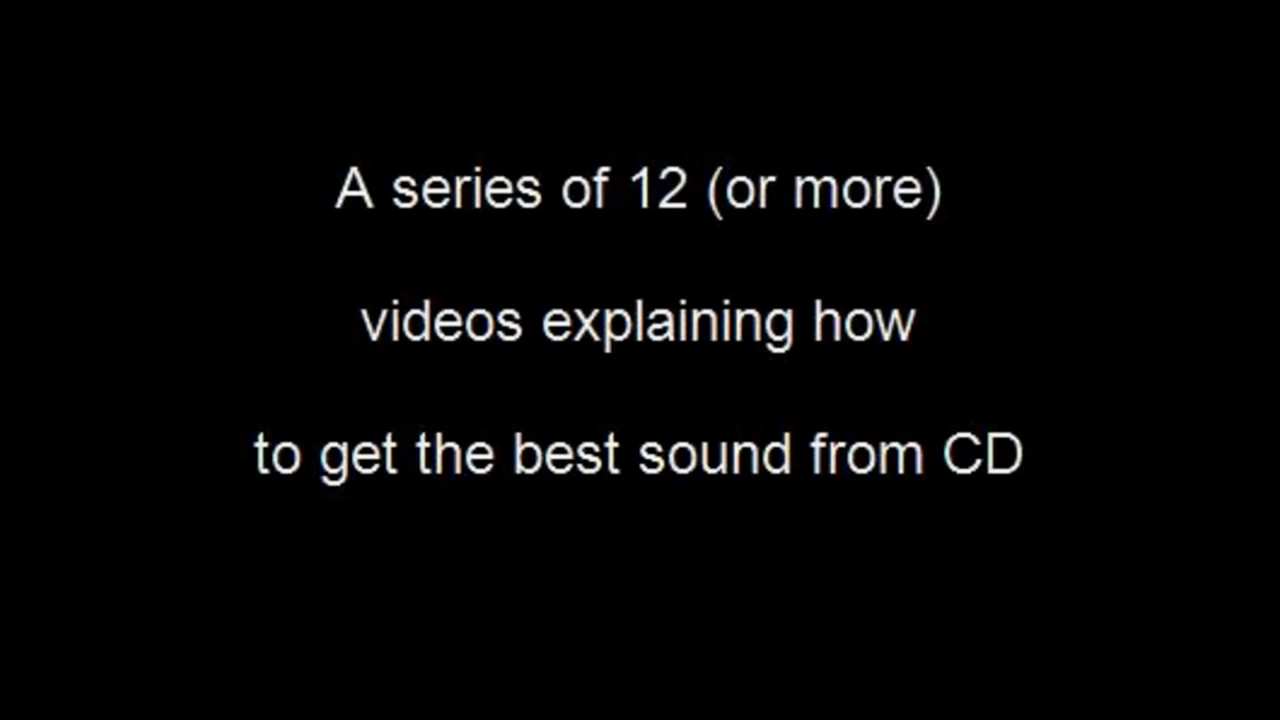 A series of 12 (or more)
videos explaining how
to get the best sound from CD